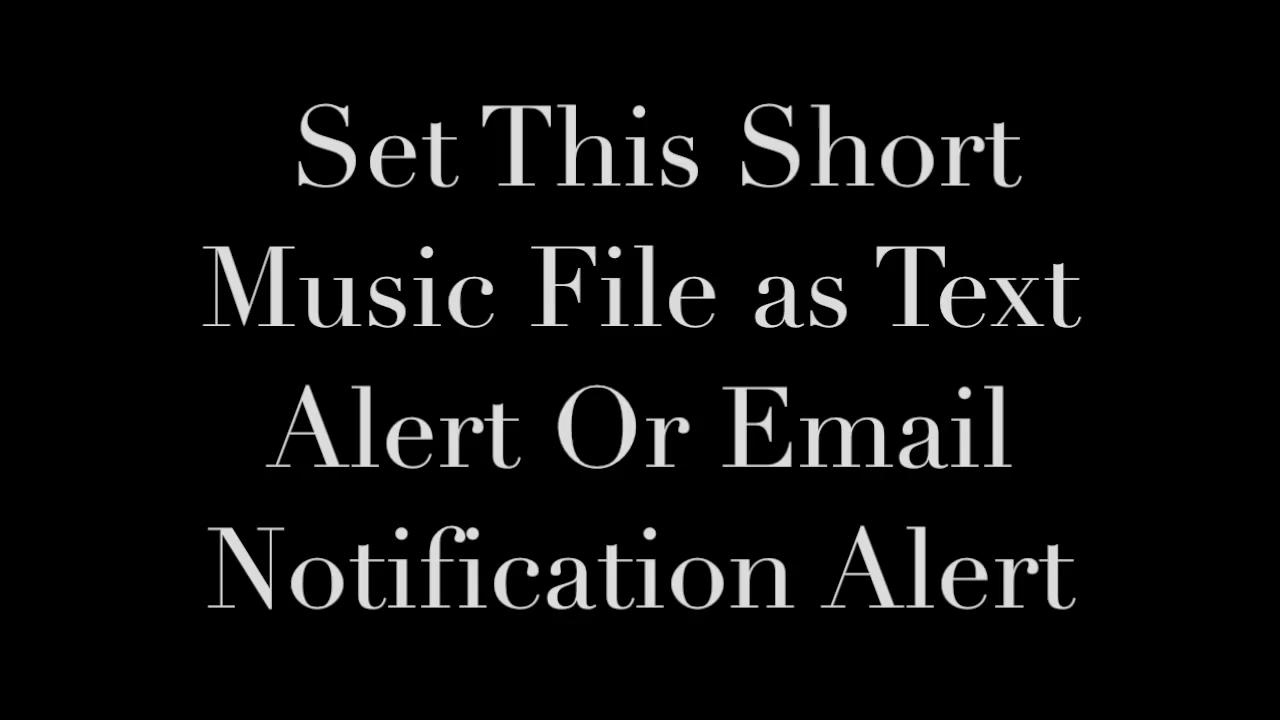 Set This Short
Music File as Text
Alert Or Email
Notification Alert